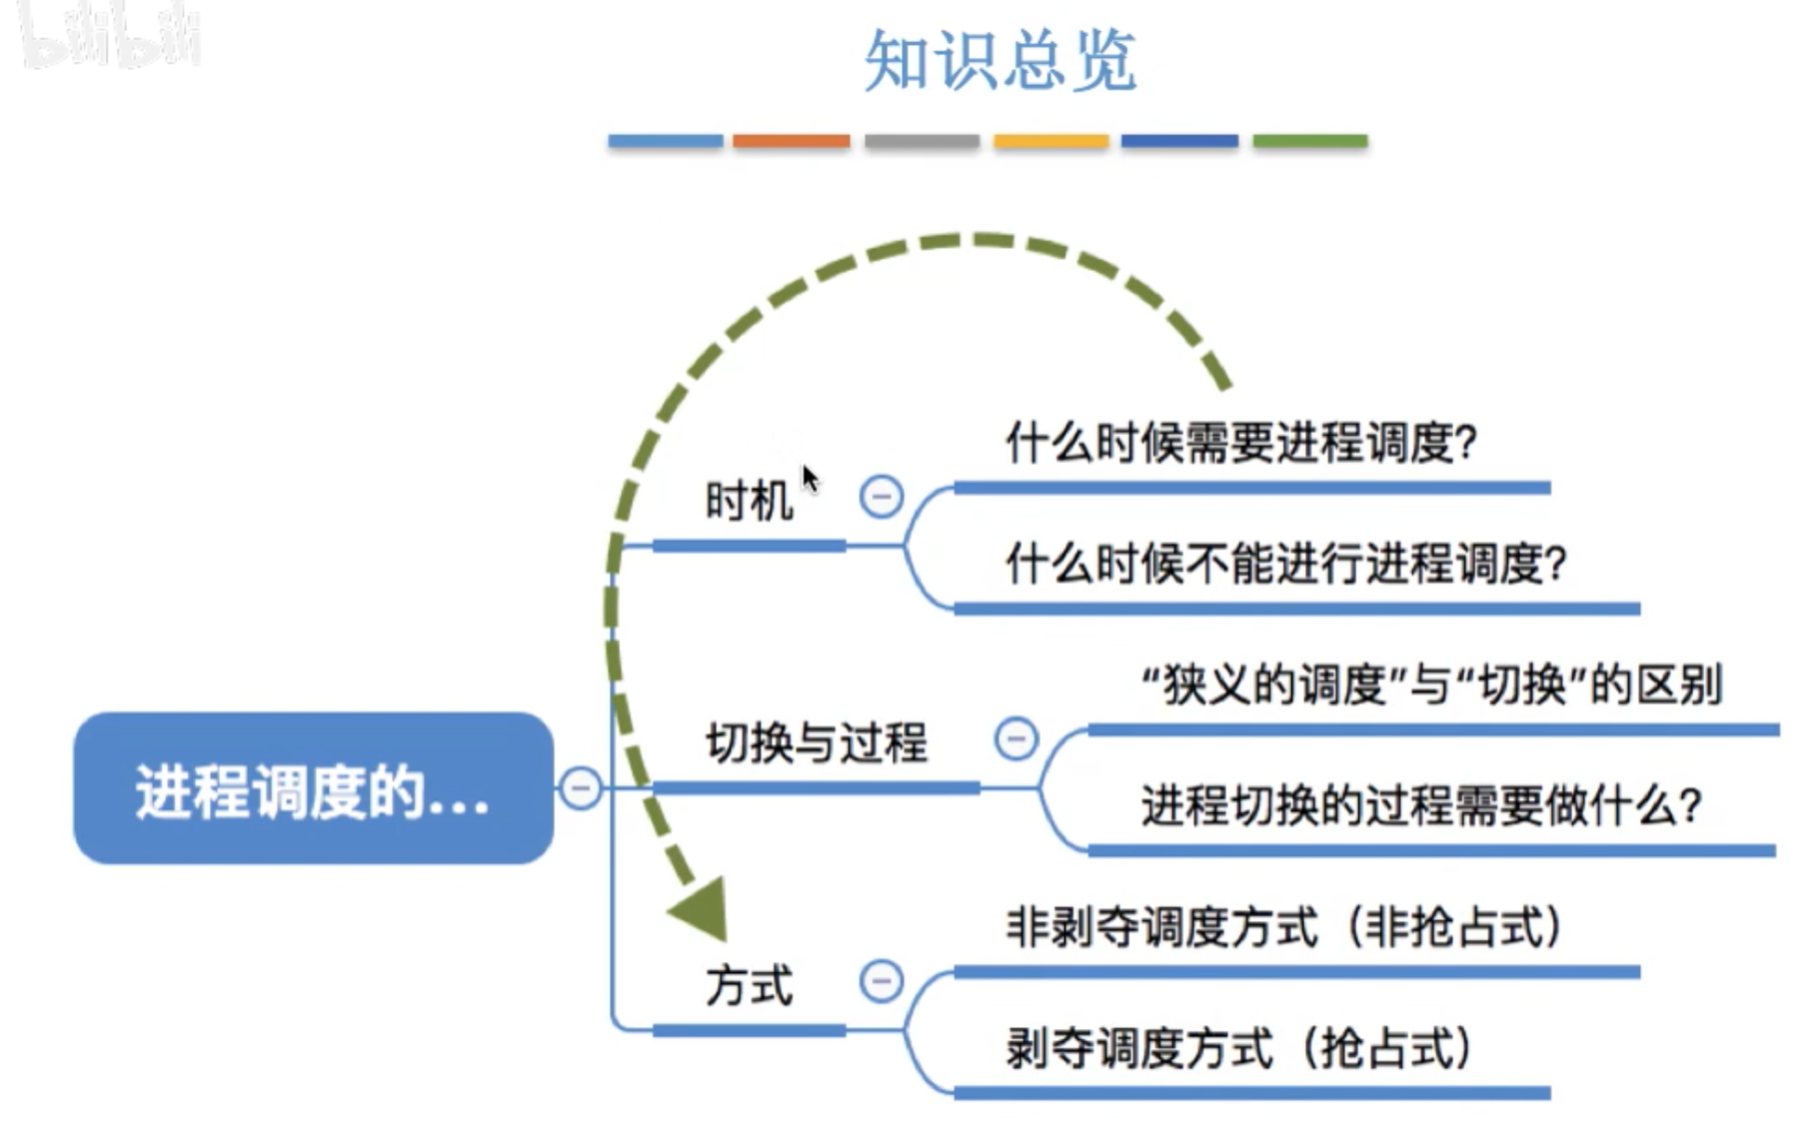 bilibili
知识总览
什么时候需要进程调度?
时机
什么时候不能进行进程调度?
“狭义的调度”与“切换”的区别
切换与过程
进程调度的...
进程切换的过程需要做什么?
非剥夺调度方式（非抢占式）
方式
剥夺调度方式（抢占式）